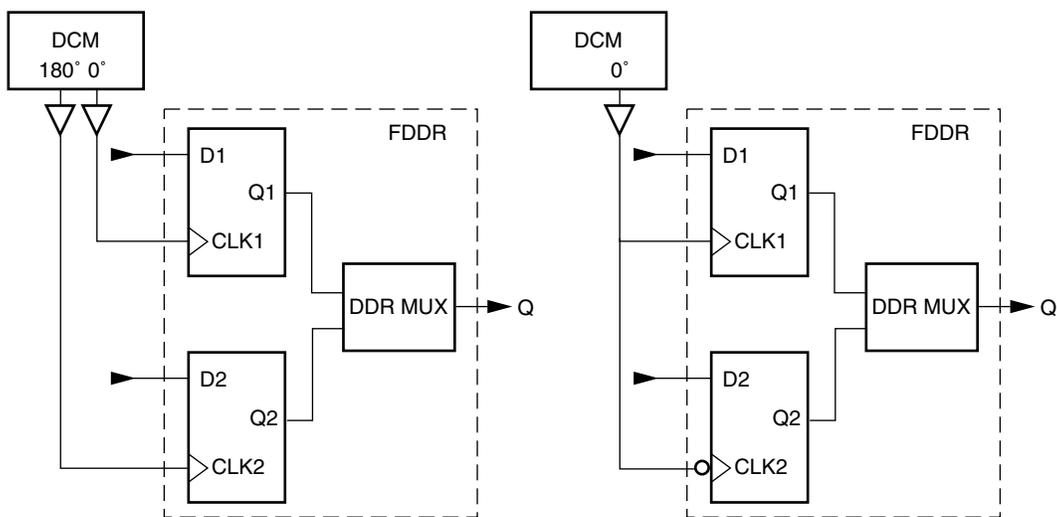 DCM
180˚ 0˚
FDDR
D1
Q1
CLK1
DDR MUX
Q
D2
Q2
CLK2
DCM
0˚
FDDR
D1
Q1
CLK1
DDR MUX
Q
D2
Q2
CLK2